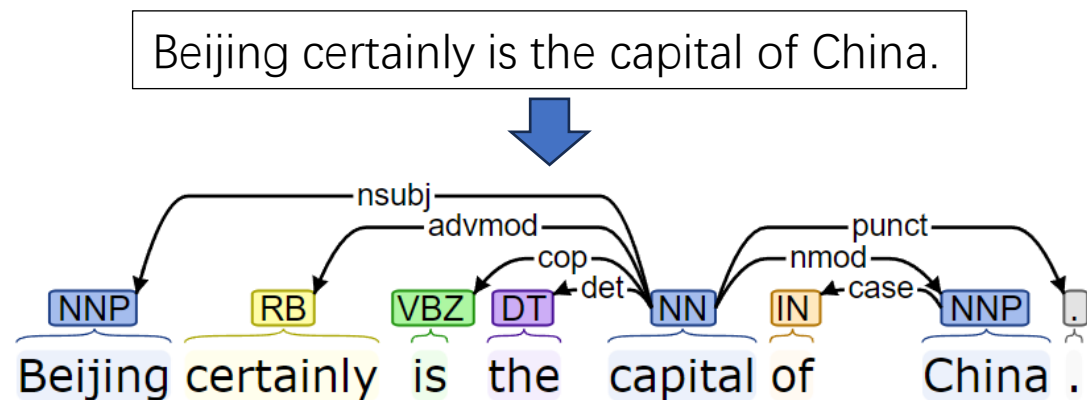 Beijing certainly is the capital of China.
nsubj
advmod punct
cop nmod
det case
NNP RB VBZ DT NN IN NNP .
Beijing certainly is the capital of China .